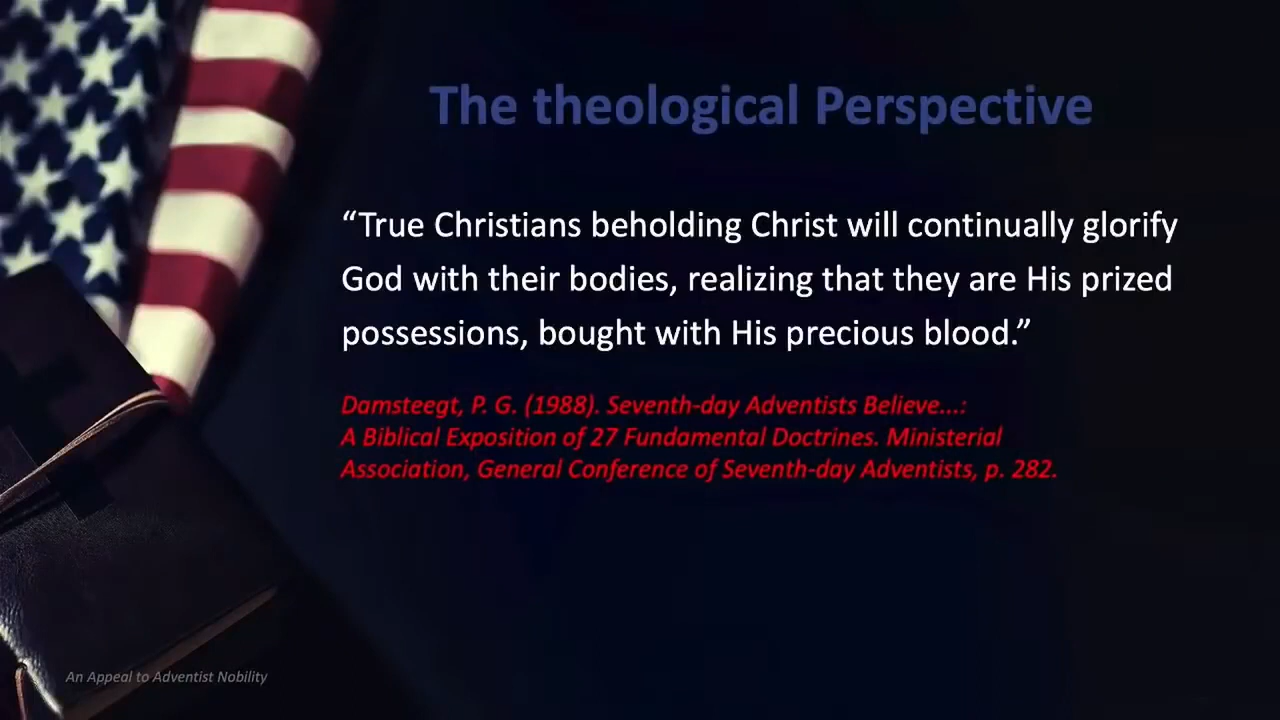 The theological Perspective
“True Christians beholding Christ will continually glorify
God with their bodies, realizing that they are His prized
possessions, bought with His precious blood.”
Damsteegt, P. G. (1988). Seventh-day Adventists Believe...:
A Biblical Exposition of 27 Fundamental Doctrines. Ministerial
Association, General Conference of Seventh-day Adventists, p. 282.
An Appeal to Adventist Nobility